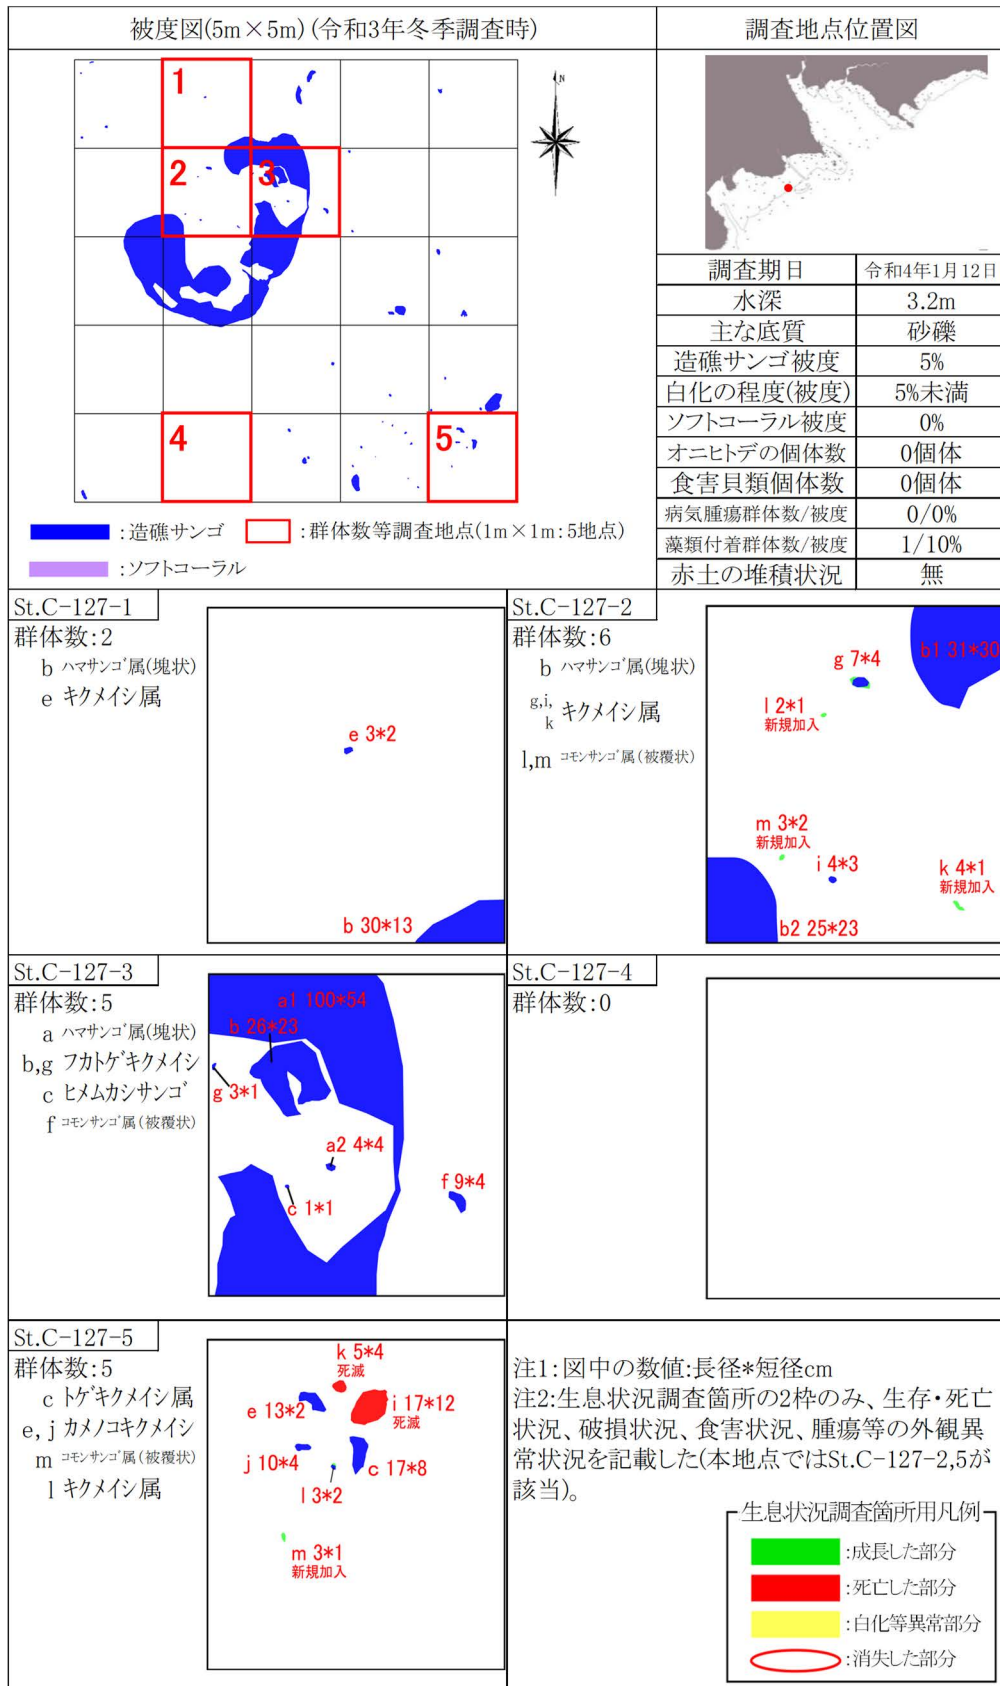 被度図(5m×5m) (令和3年冬季調査時)
調査地点位置図
N
1
2
3
4
5
:造礁サンゴ
:群体数等調査地点(1m×1m:5地点)
:ソフトコーラル
調査期日 令和4年1月12日
水深 3.2m
主な底質 砂礫
造礁サンゴ被度 5%
白化の程度(被度) 5%未満
ソフトコーラル被度 0%
オニヒトデの個体数 0個体
食害貝類個体数 0個体
病気腫瘍群体数/被度 0/0%
藻類付着群体数/被度 1/10%
赤土の堆積状況 無
St.C-127-1
群体数:2
b ハマサンゴ属(塊状)
e キクメイシ属
e 3*2
b 30*13
St.C-127-2
群体数:6
b ハマサンゴ属(塊状)
g,i,
k キクメイシ属
l,m コモンサンゴ属(被覆状)
b1 31*30
g 7*4
l 2*1
新規加入
m 3*2
新規加入
i 4*3
k 4*1
新規加入
b2 25*23
St.C-127-3
群体数:5
a ハマサンゴ属(塊状)
b,g フカトゲキクメイシ
c ヒメムカシサンゴ
f コモンサンゴ属(被覆状)
a1 100*54
b 26*23
g 3*1
a2 4*4
f 9*4
c 1*1
St.C-127-4
群体数:0
St.C-127-5
群体数:5
c トゲキクメイシ属
e, j カメノコキクメイシ
m コモンサンゴ属(被覆状)
l キクメイシ属
k 5*4
死滅
i 17*12
死滅
e 13*2
j 10*4
c 17*8
l 3*2
m 3*1
新規加入
注1:図中の数値:長径*短径cm
注2:生息状況調査箇所の2枠のみ、生存・死亡
状況、破損状況、食害状況、腫瘍等の外観異
常状況を記載した(本地点ではSt.C-127-2,5が
該当)。
生息状況調査箇所用凡例
:成長した部分
:死亡した部分
:白化等異常部分
:消失した部分